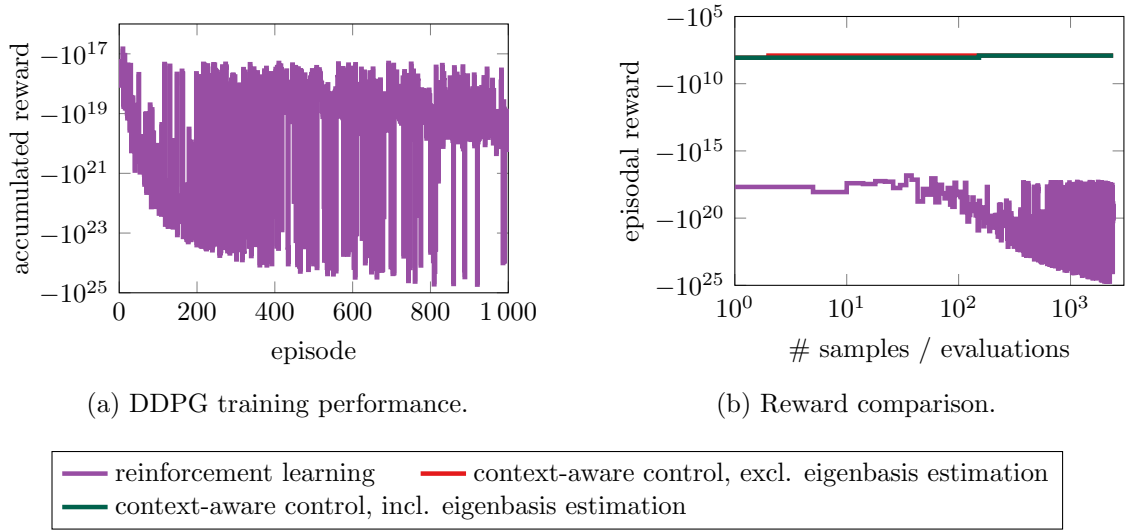 accumulated reward
−10^17
−10^19
−10^21
−10^23
−10^25
0 200 400 600 800 1 000
episode
(a) DDPG training performance.
episodal reward
−10^5
−10^10
−10^15
−10^20
−10^25
10^0 10^1 10^2 10^3
# samples / evaluations
(b) Reward comparison.
reinforcement learning context-aware control, excl. eigenbasis estimation
context-aware control, incl. eigenbasis estimation